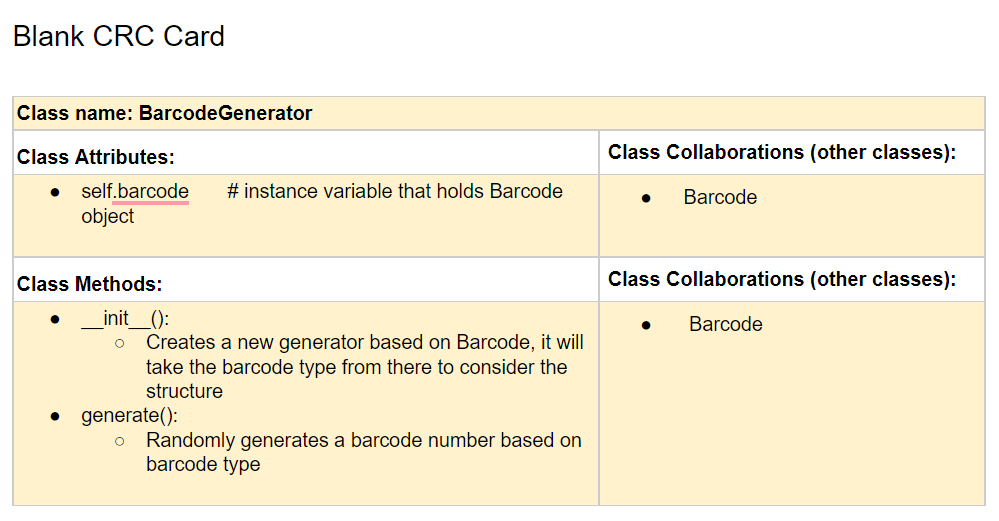 Blank CRC Card
Class name: BarcodeGenerator
Class Attributes:
Class Collaborations (other classes):
● self.barcode # instance variable that holds Barcode
object
● Barcode
Class Methods:
Class Collaborations (other classes):
● __init__():
○ Creates a new generator based on Barcode, it will
take the barcode type from there to consider the
structure
● generate():
○ Randomly generates a barcode number based on
barcode type
● Barcode